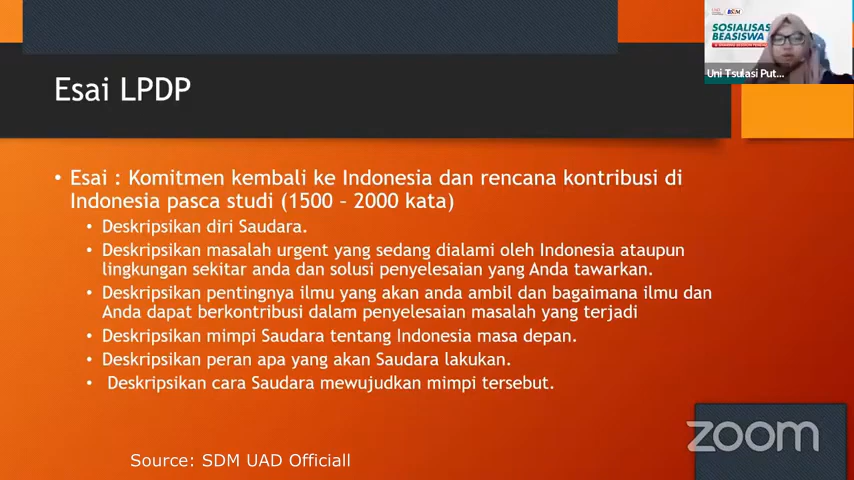 SOSIALISAS
BEASISWA
Uni Tsulasi Put...
Esai LPDP
• Esai : Komitmen kembali ke Indonesia dan rencana kontribusi di
Indonesia pasca studi (1500 – 2000 kata)
• Deskripsikan diri Saudara.
• Deskripsikan masalah urgent yang sedang dialami oleh Indonesia ataupun
lingkungan sekitar anda dan solusi penyelesaian yang Anda tawarkan.
• Deskripsikan pentingnya ilmu yang akan anda ambil dan bagaimana ilmu dan
Anda dapat berkontribusi dalam penyelesaian masalah yang terjadi
• Deskripsikan mimpi Saudara tentang Indonesia masa depan.
• Deskripsikan peran apa yang akan Saudara lakukan.
• Deskripsikan cara Saudara mewujudkan mimpi tersebut.
zoom
Source: SDM UAD Officiall